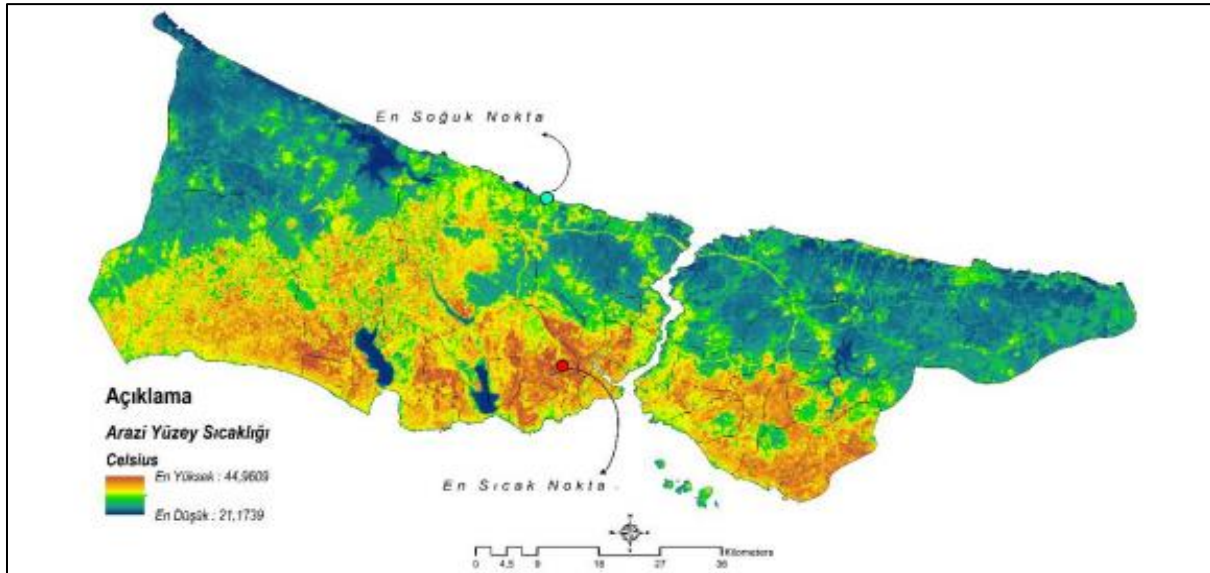 En Soğuk Nokta
Açıklama
Arazi Yüzey Sıcaklığı
Celsius
En Yüksek : 44,9609
En Düşük : 21,1739
En Sıcak Nokta
Kilometers
0 4,5 9 18 27 36